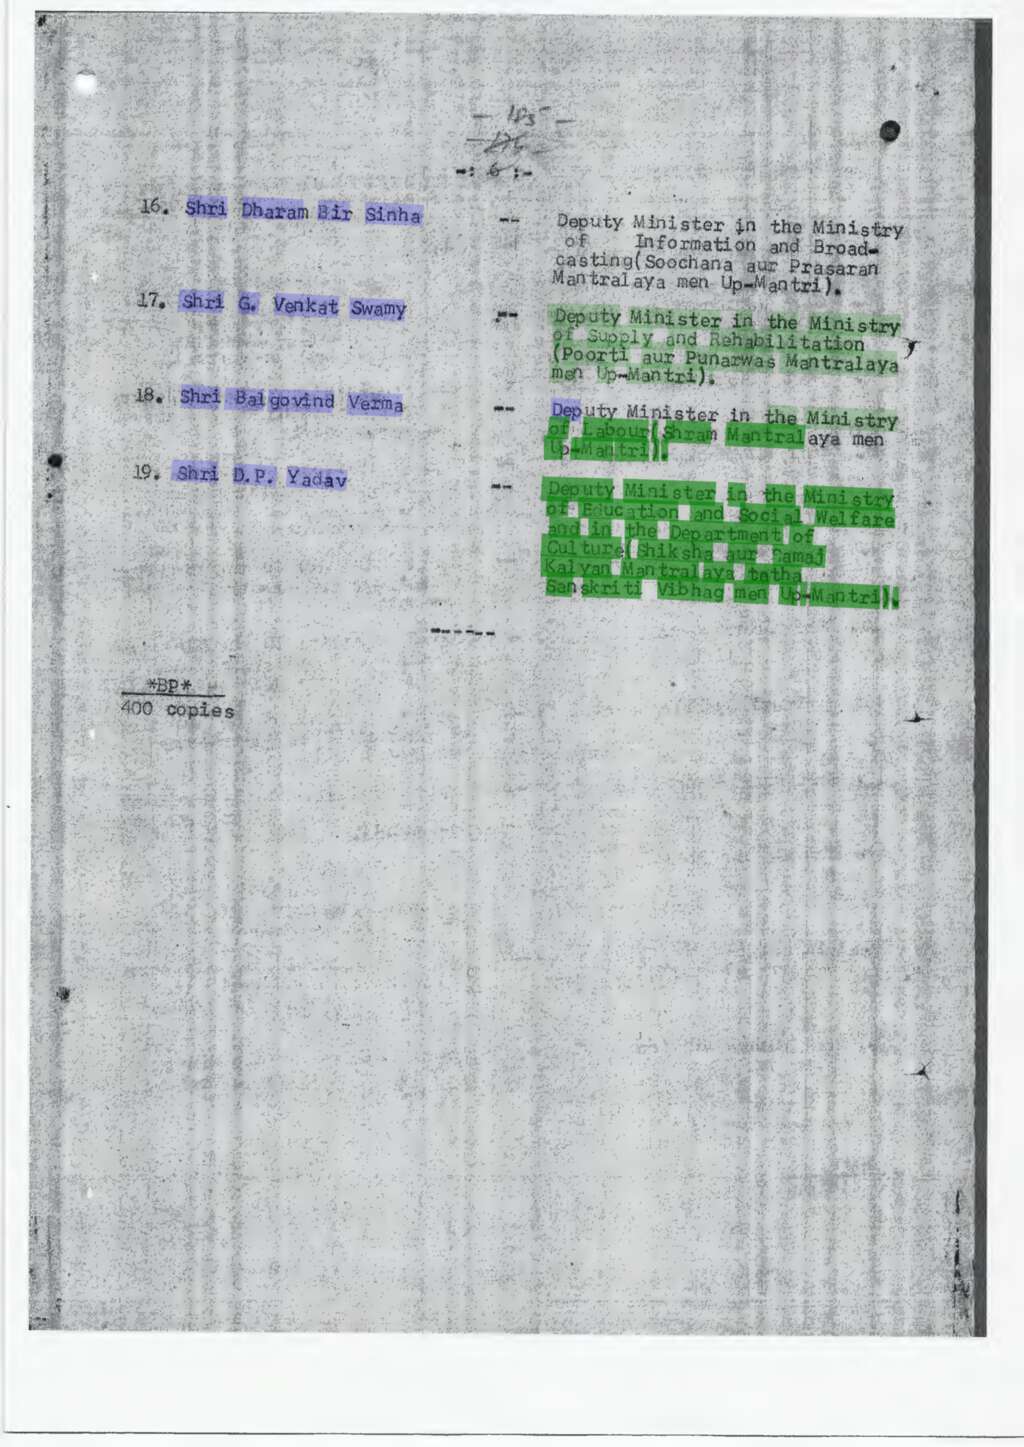 - 185 -
-: 6 :-
16. Shri Dharam Bir Sinha -- Deputy Minister in the Ministry
of Information and Broad-
casting(Soochana aur Prasaran
Mantralaya men Up-Mantri).
17. Shri G. Venkat Swamy -- Deputy Minister in the Ministry
of Supply and Rehabilitation
(Poorti aur Punarwas Mantralaya
men Up-Mantri).
18. Shri Balgovind Verma -- Deputy Minister in the Ministry
of Labour(Shram Mantralaya men
Up-Mantri).
19. Shri D.P. Yadav -- Deputy Minister in the Ministry
of Education and Social Welfare
and in the Department of
Culture(Shiksha aur Samaj
Kalyan Mantralaya tatha
Sanskriti Vibhag men Up-Mantri).
------
*BP*
400 copies